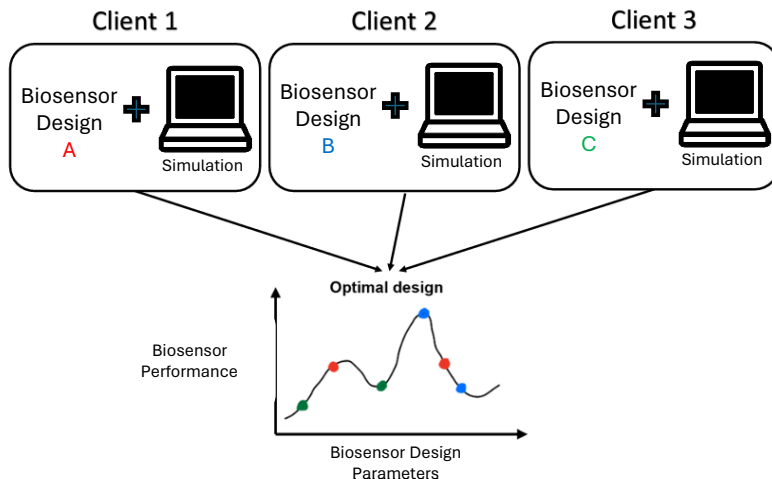 Client 1
Client 2
Client 3
Biosensor
Design
A
Simulation
Biosensor
Design
B
Simulation
Biosensor
Design
C
Simulation
Optimal design
Biosensor
Performance
Biosensor Design
Parameters